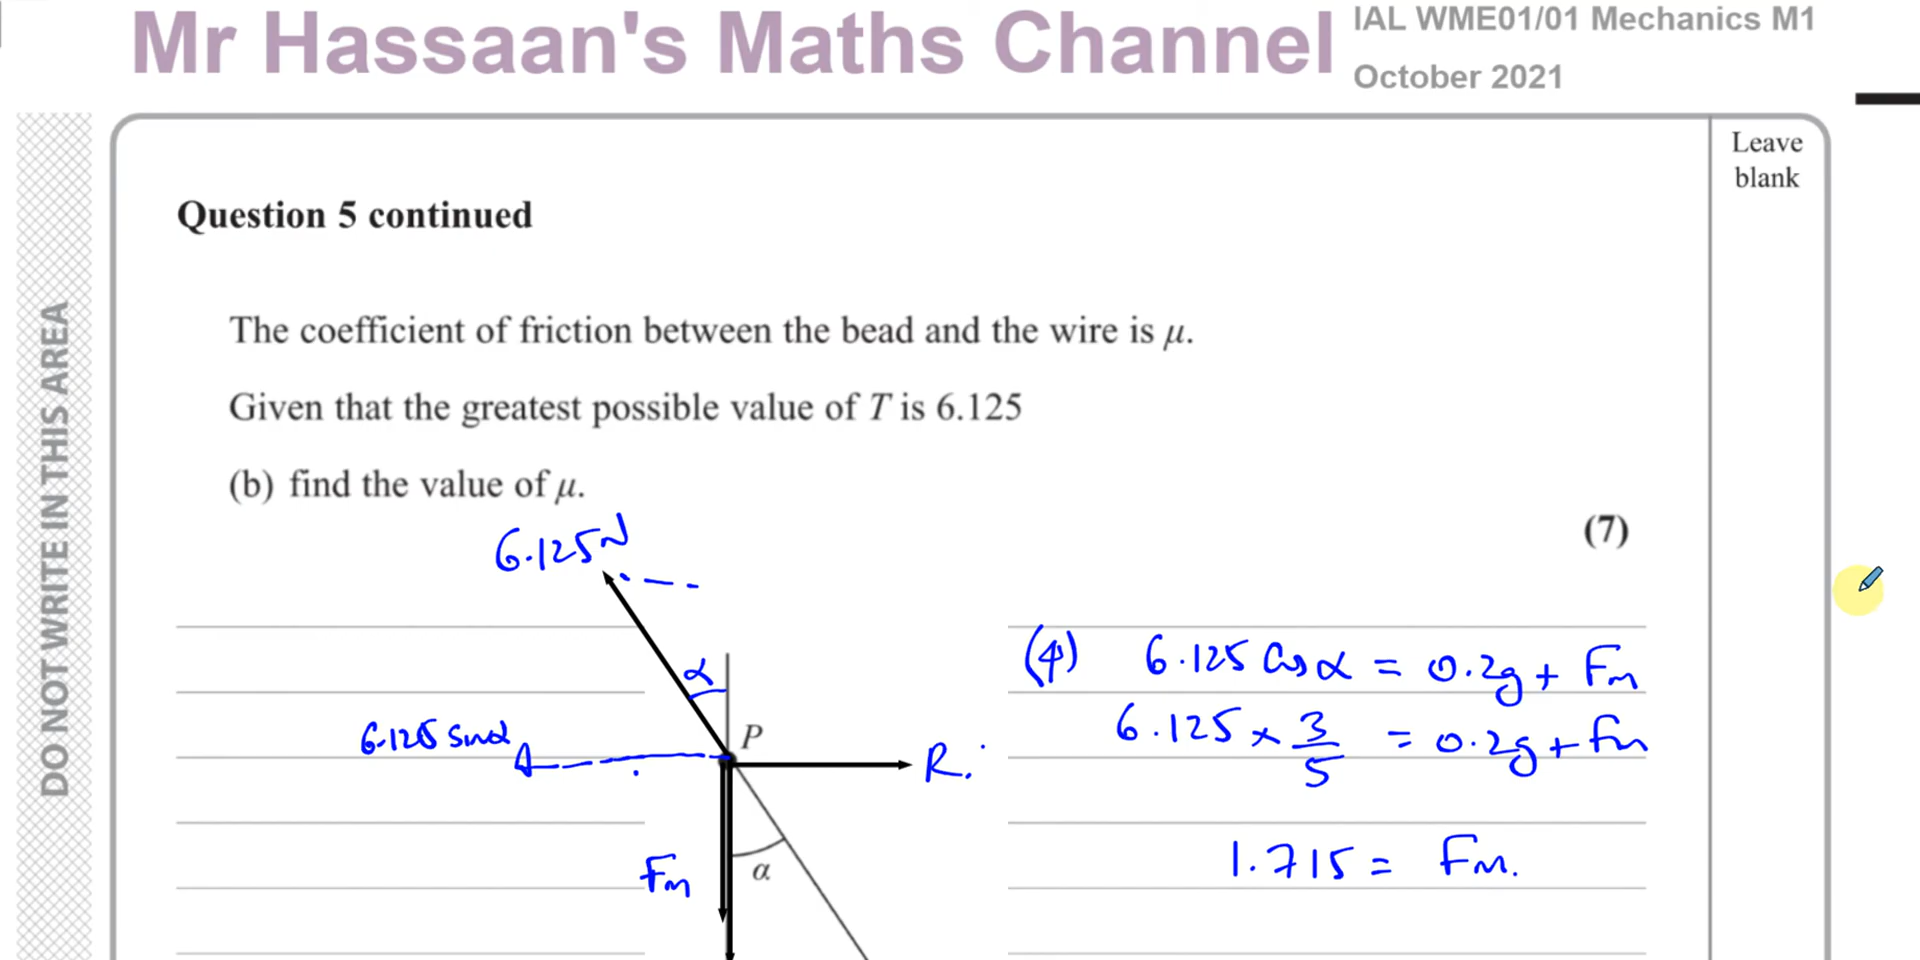 Mr Hassaan's Maths Channel
IAL WME01/01 Mechanics M1
October 2021
Leave
blank
DO NOT WRITE IN THIS AREA
Question 5 continued
The coefficient of friction between the bead and the wire is μ.
Given that the greatest possible value of T is 6.125
(b) find the value of μ.
(7)
6.125N
α
P
6.125 sinα
R
Fm
α
(↑) 6.125 Cosα = 0.2g + Fm
6.125 × 3/5 = 0.2g + Fm
1.715 = Fm.